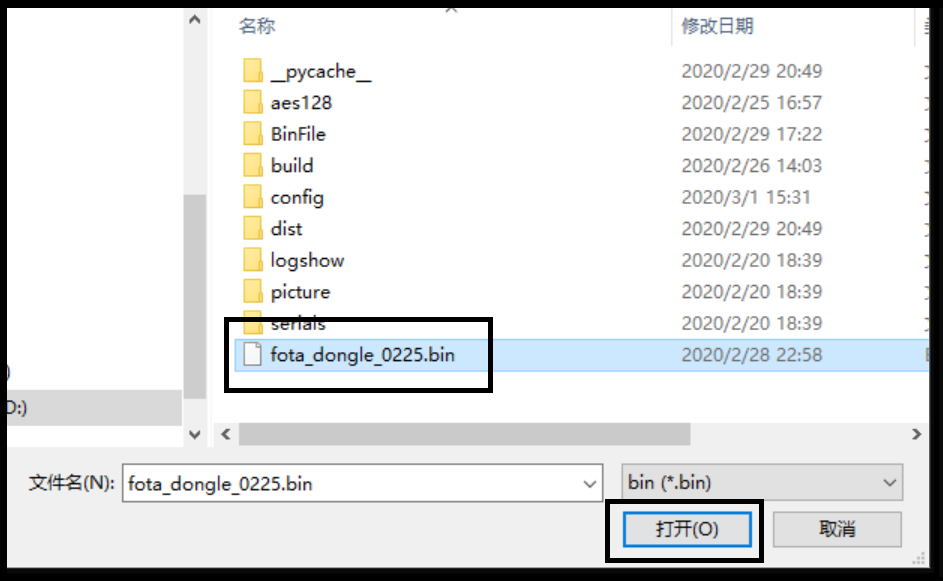 名称 修改日期
__pycache__ 2020/2/29 20:49
aes128 2020/2/25 16:57
BinFile 2020/2/29 17:22
build 2020/2/26 14:03
config 2020/3/1 15:31
dist 2020/2/29 20:49
logshow 2020/2/20 18:39
picture 2020/2/20 18:39
serials 2020/2/20 18:39
fota_dongle_0225.bin 2020/2/28 22:58
D:)
文件名(N): fota_dongle_0225.bin bin (*.bin)
打开(O) 取消